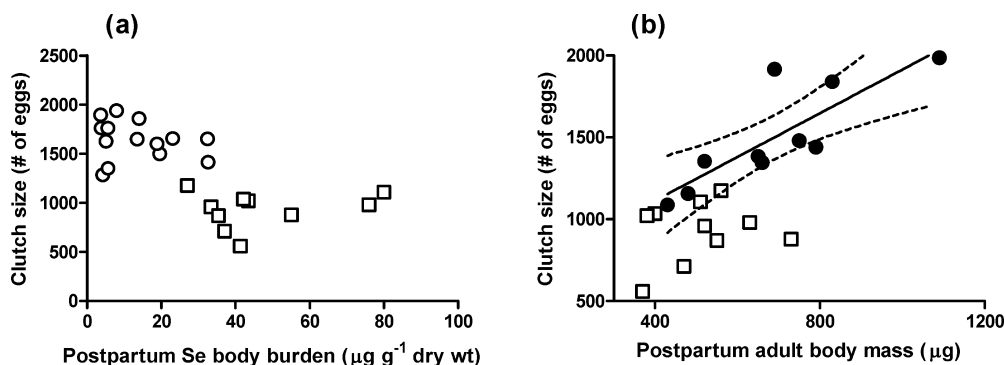 (a)
(b)
Clutch size (# of eggs)
2500
2000
1500
1000
500
0
0 20 40 60 80 100
Postpartum Se body burden (μg g⁻¹ dry wt)
Clutch size (# of eggs)
2000
1500
1000
500
400 800 1200
Postpartum adult body mass (μg)